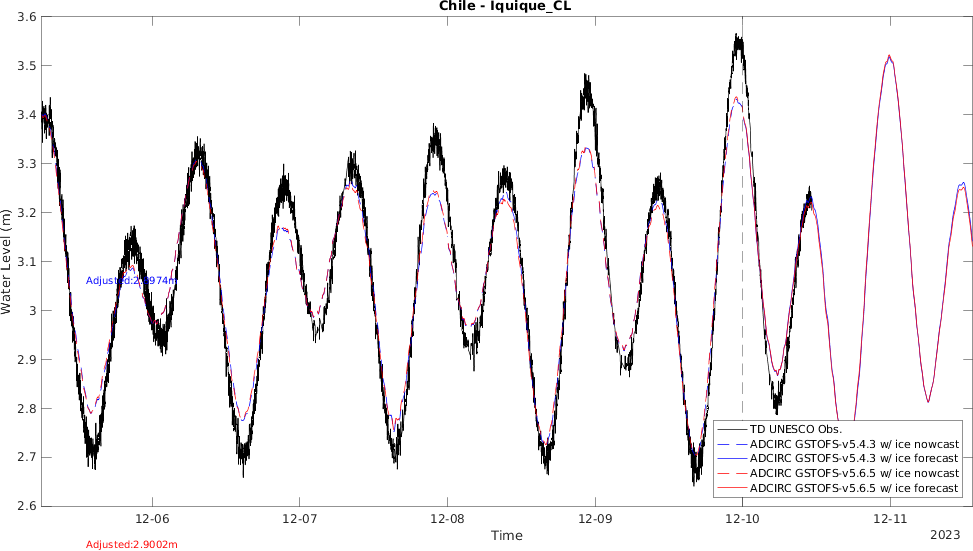 Chile - Iquique_CL
3.6
3.5
3.4
3.3
3.2
3.1
3
2.9
2.8
2.7
2.6
Water Level (m)
TD UNESCO Obs.
ADCIRC GSTOFS-v5.4.3 w/ ice nowcast
ADCIRC GSTOFS-v5.4.3 w/ ice forecast
ADCIRC GSTOFS-v5.6.5 w/ ice nowcast
ADCIRC GSTOFS-v5.6.5 w/ ice forecast
12-06 12-07 12-08 12-09 12-10 12-11
Time
2023
Adjusted:2.9002m